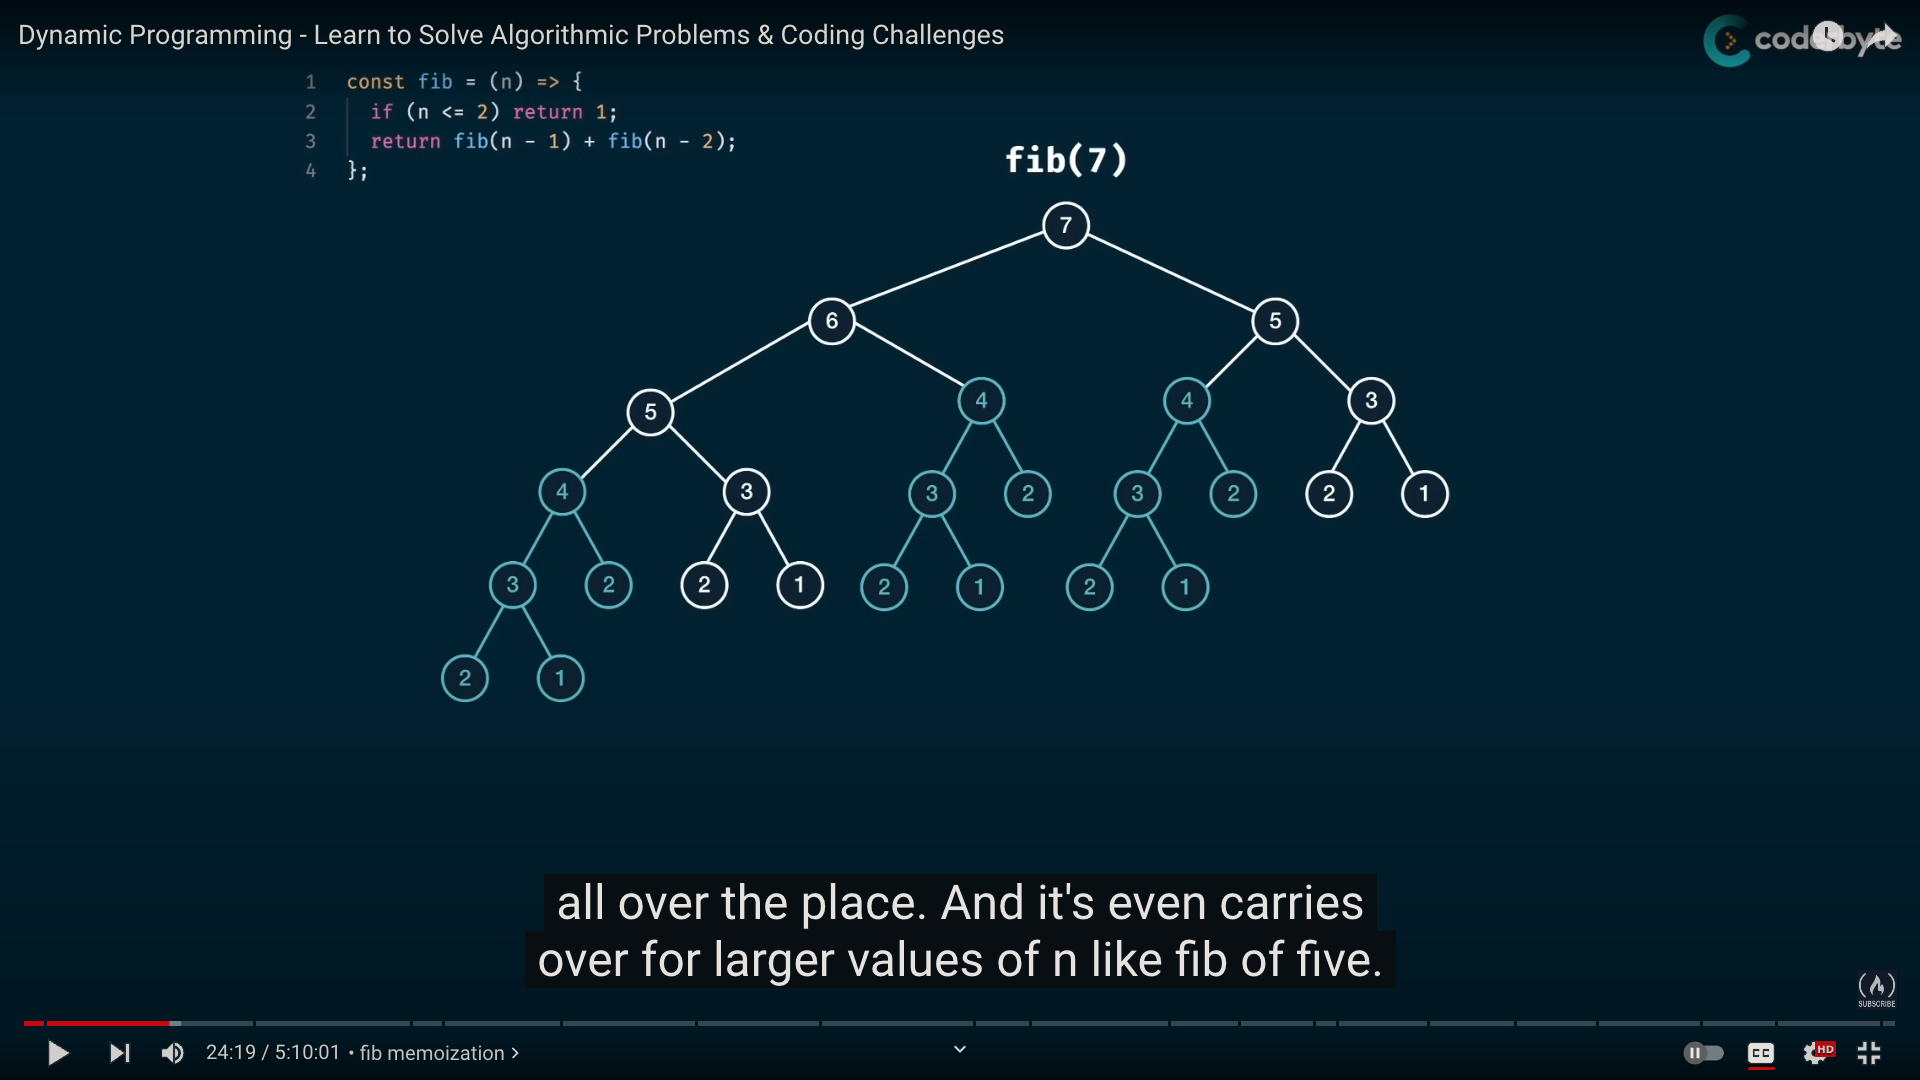 Dynamic Programming - Learn to Solve Algorithmic Problems & Coding Challenges
coderbyte
1 const fib = (n) => {
2 if (n <= 2) return 1;
3 return fib(n - 1) + fib(n - 2);
4 };
fib(7)
7
6 5
5 4 4 3
4 3 3 2 3 2 2 1
3 2 2 1 2 1 2 1
2 1
all over the place. And it's even carries
over for larger values of n like fib of five.
SUBSCRIBE
24:19 / 5:10:01 • fib memoization >
CC
HD